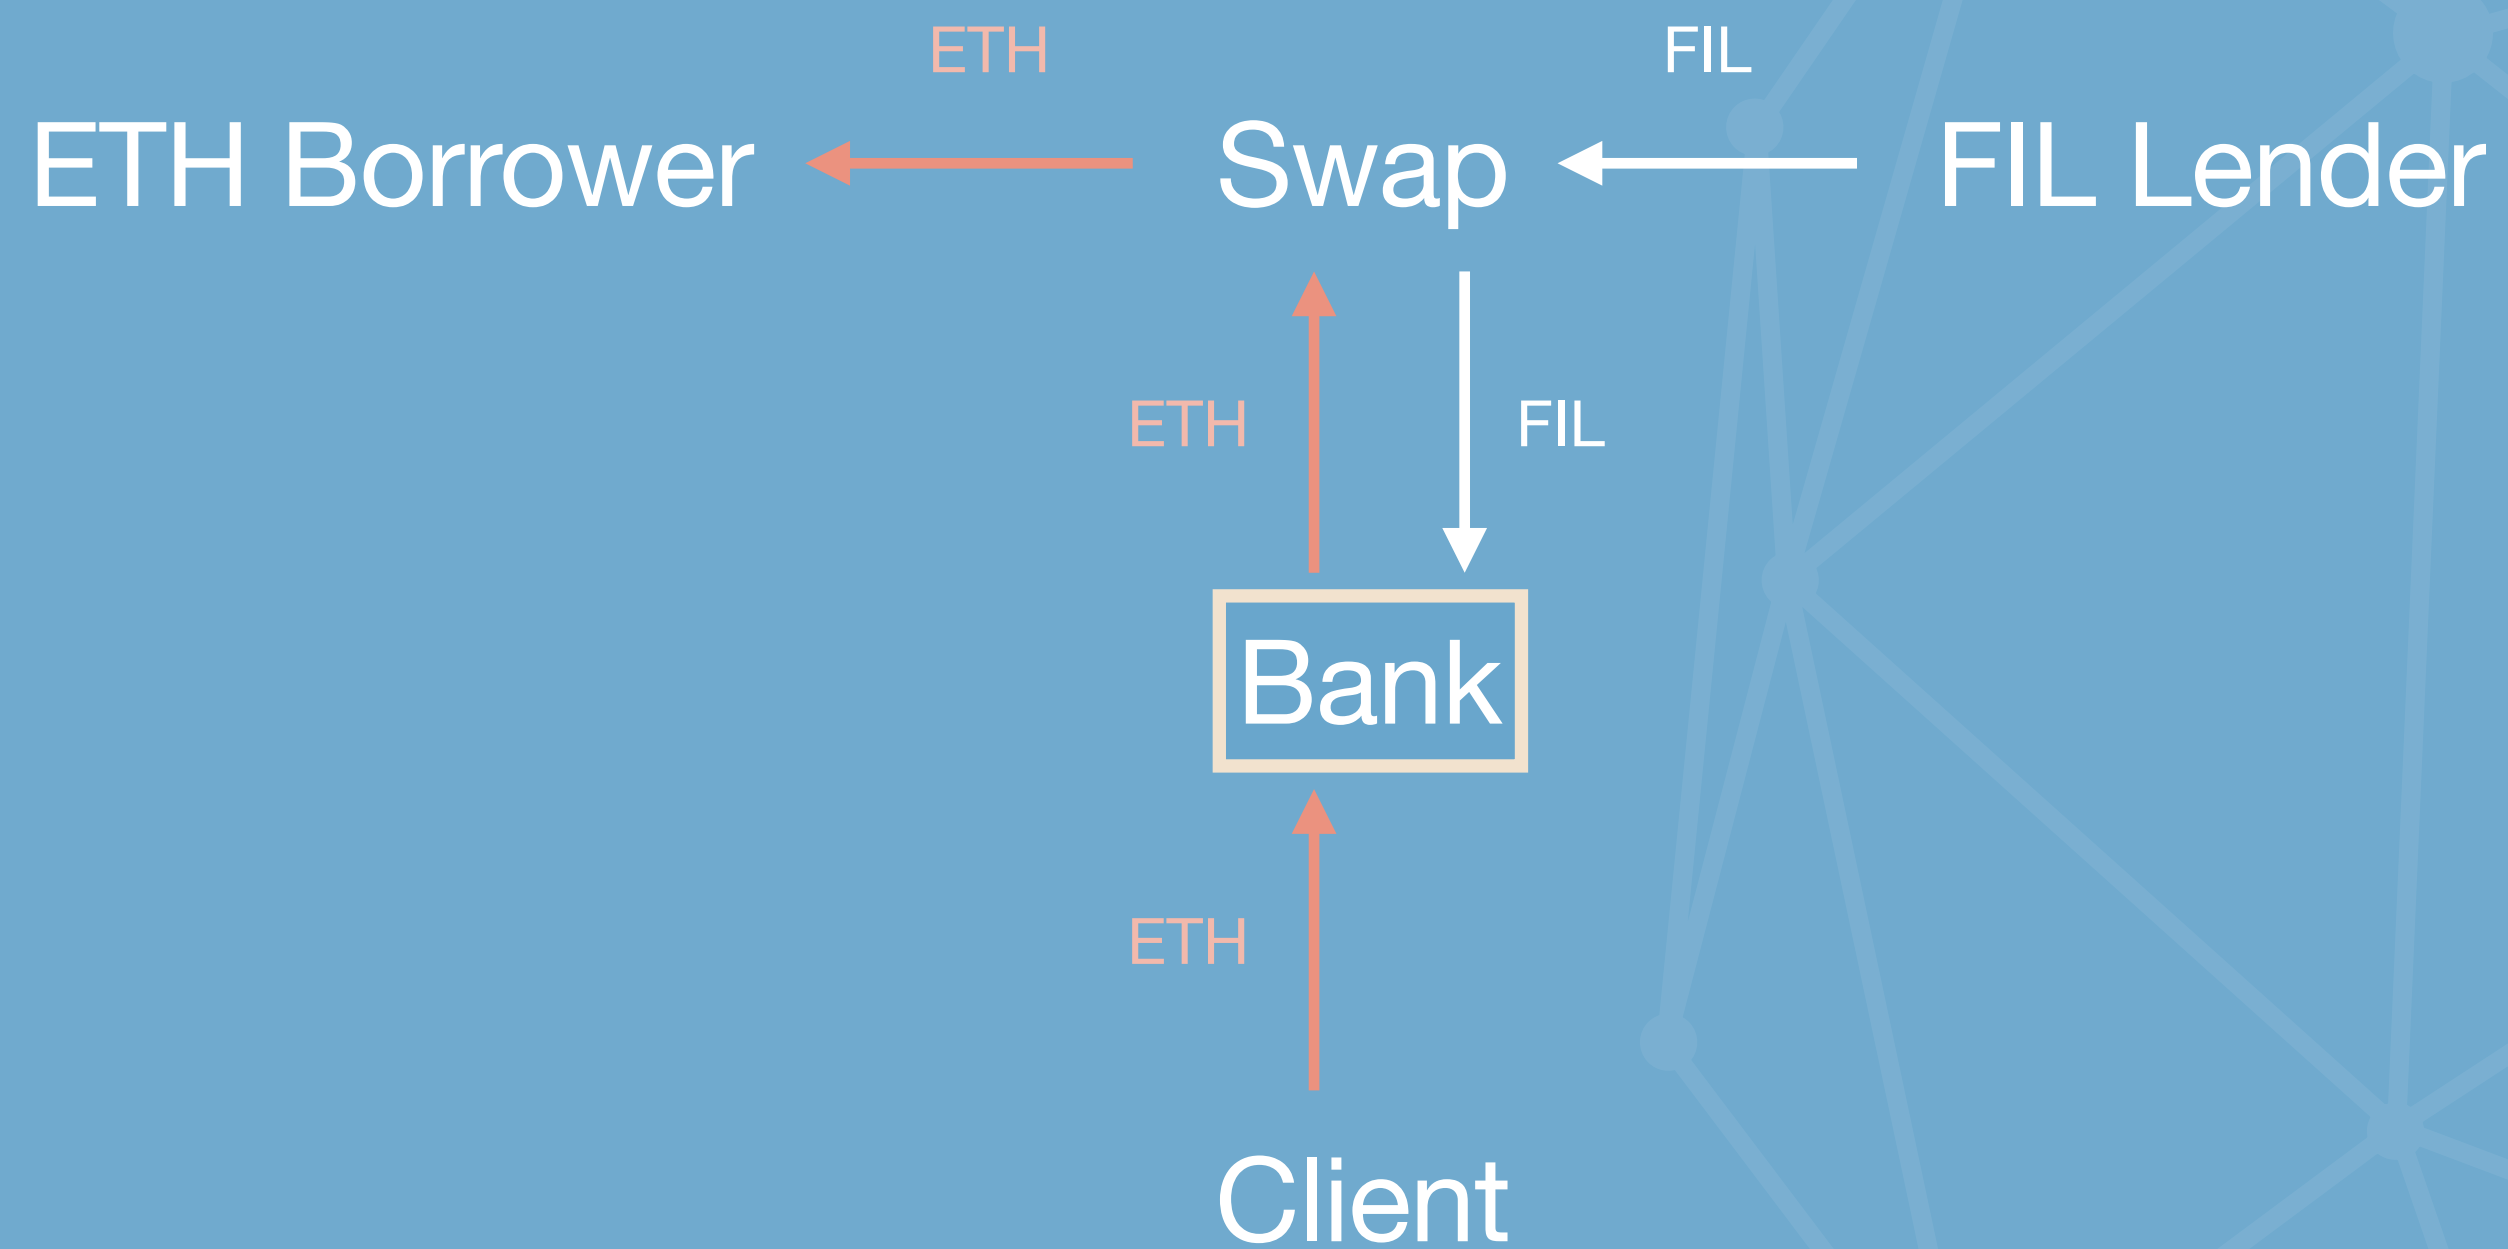 ETH
FIL
ETH Borrower
Swap
FIL Lender
ETH
FIL
Bank
ETH
Client